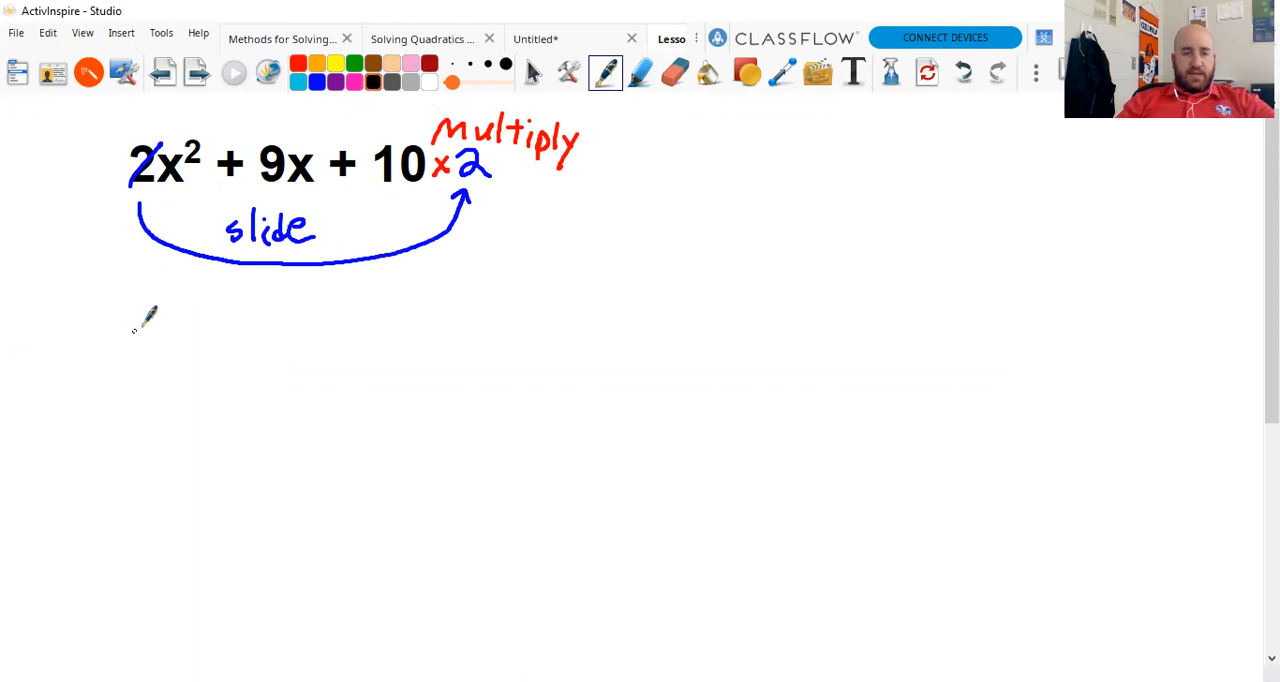 ActivInspire - Studio
File Edit View Insert Tools Help
Methods for Solving... Solving Quadratics ... Untitled* Lesso
CLASSFLOW
CONNECT DEVICES
Multiply
2x² + 9x + 10 × 2
slide